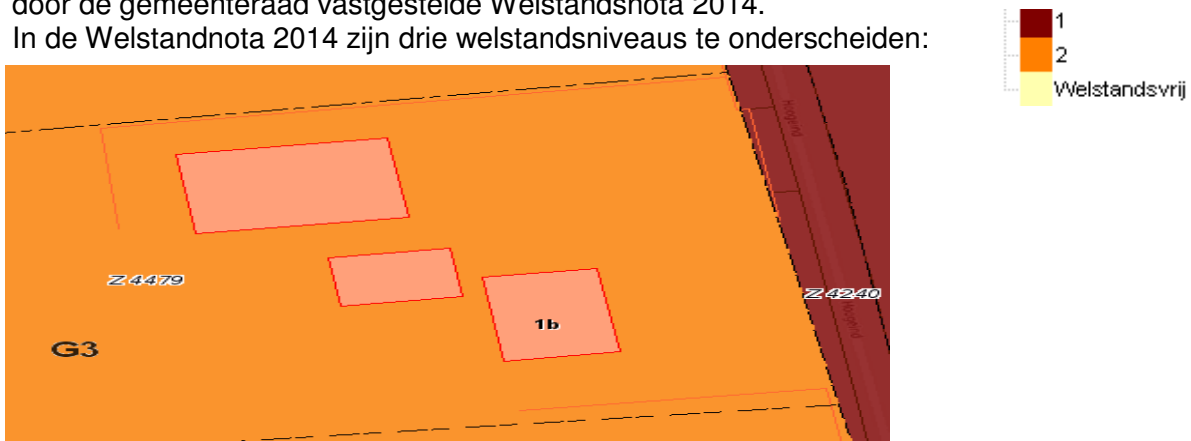 door de gemeenteraad vastgestelde Welstandsnota 2014.
In de Welstandnota 2014 zijn drie welstandsniveaus te onderscheiden:
1
2
Welstandsvrij
Z 4479
Z 4240
1b
G3